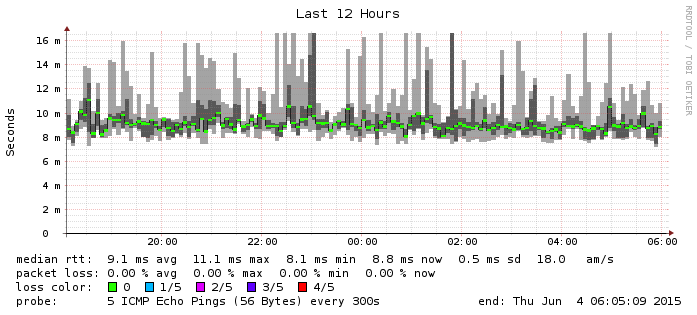 Last 12 Hours
RRDTOOL / TOBI OETIKER
Seconds
16 m
14 m
12 m
10 m
8 m
6 m
4 m
2 m
0
20:00 22:00 00:00 02:00 04:00 06:00
median rtt: 9.1 ms avg 11.1 ms max 8.1 ms min 8.8 ms now 0.5 ms sd 18.0 am/s
packet loss: 0.00 % avg 0.00 % max 0.00 % min 0.00 % now
loss color: 0 1/5 2/5 3/5 4/5
probe: 5 ICMP Echo Pings (56 Bytes) every 300s end: Thu Jun 4 06:05:09 2015